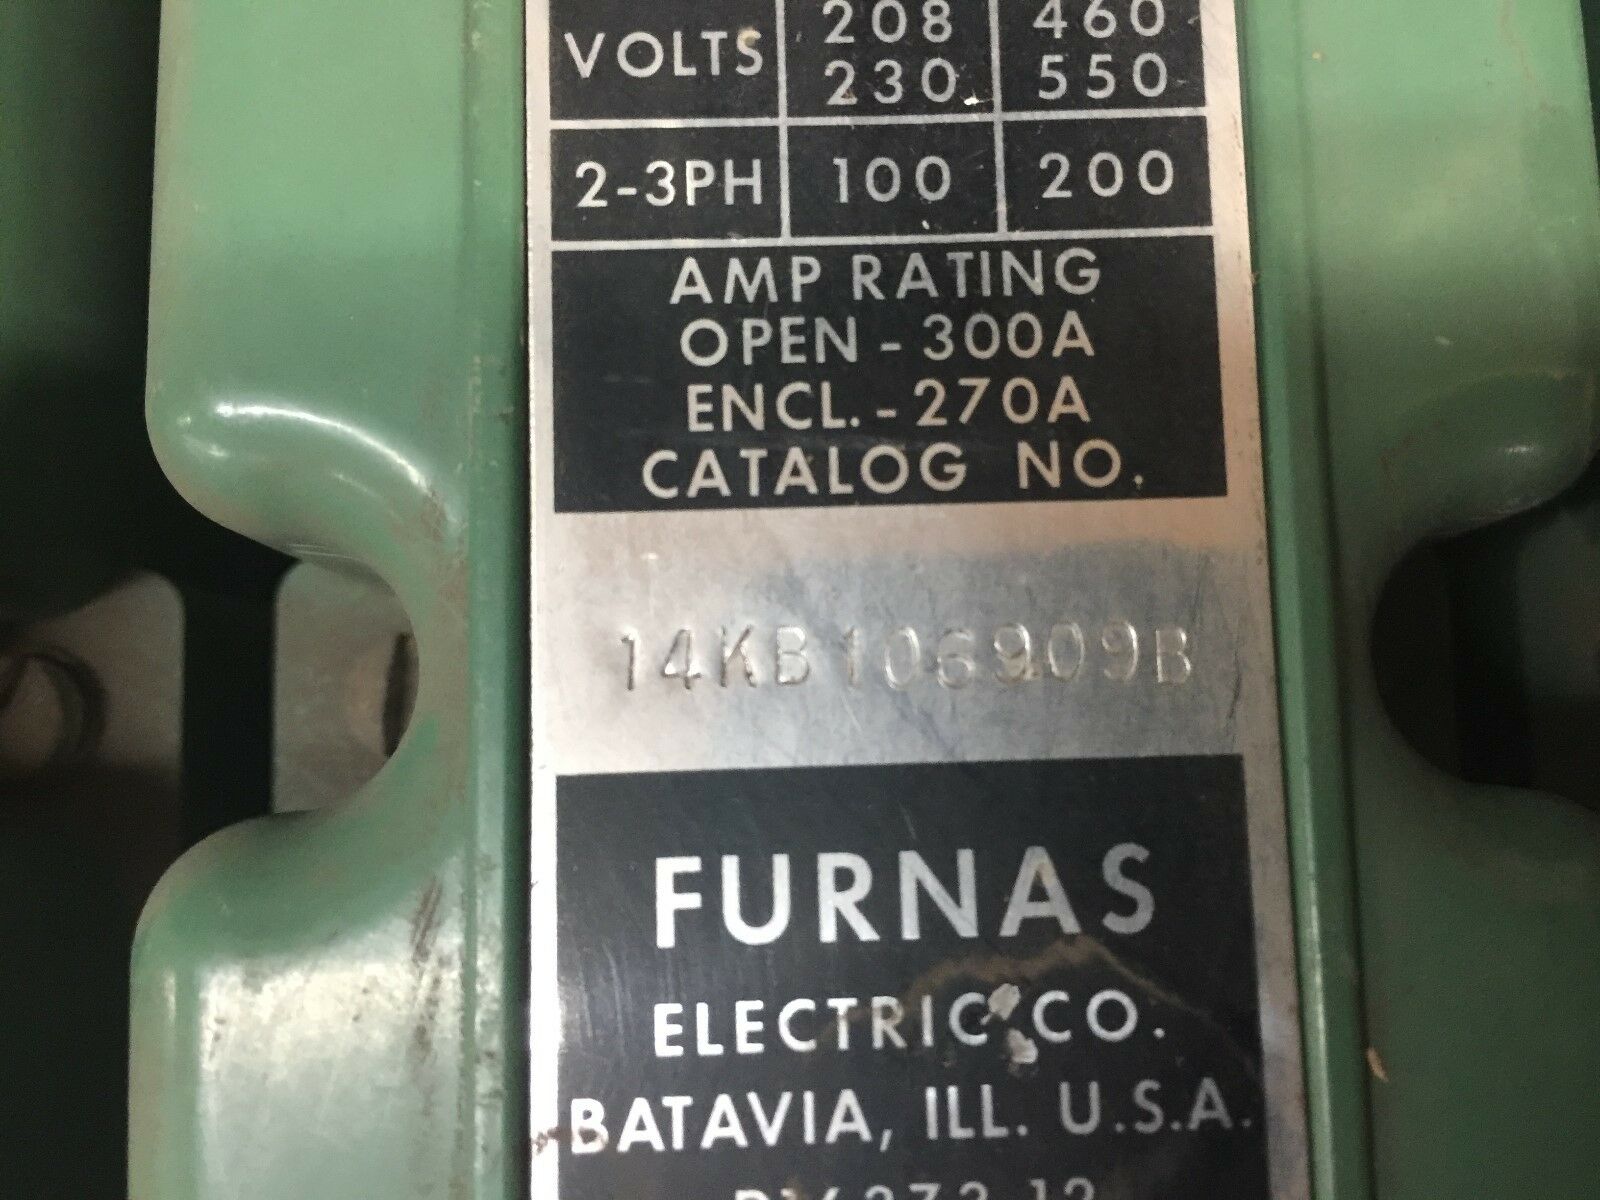 VOLTS 208 460
230 550
2-3PH 100 200
AMP RATING
OPEN - 300A
ENCL. - 270A
CATALOG NO.
14KB106909B
FURNAS
ELECTRIC CO.
BATAVIA, ILL. U.S.A.